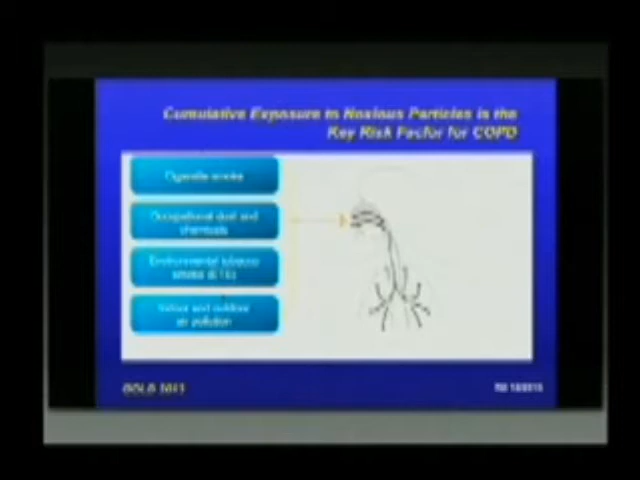 Cumulative Exposure to Noxious Particles is the
Key Risk Factor for COPD
Cigarette smoke
Occupational dust and
chemicals
Environmental tobacco
smoke (ETS)
Indoor and outdoor
air pollution
GOLD